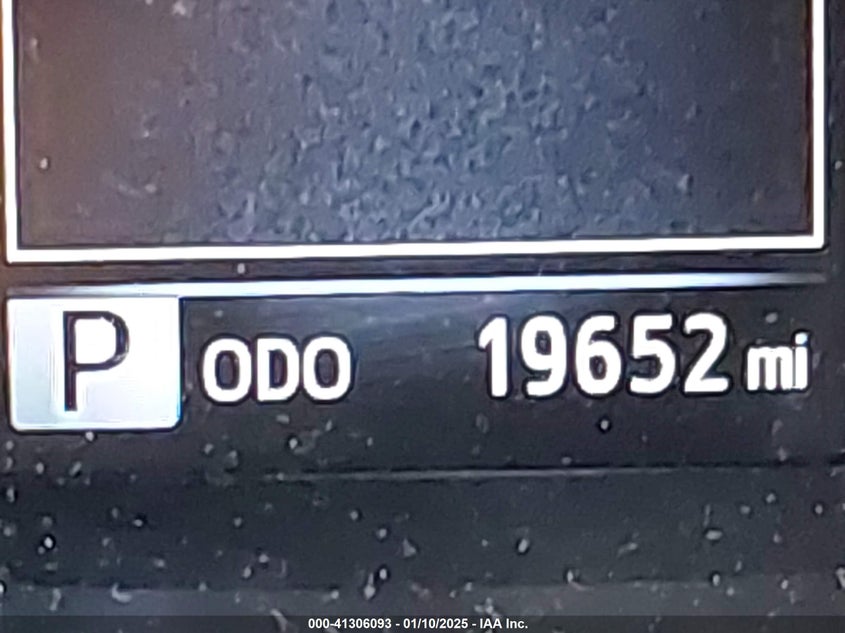 P ODO 19652 mi
000-41306093 - 01/10/2025 - IAA Inc.